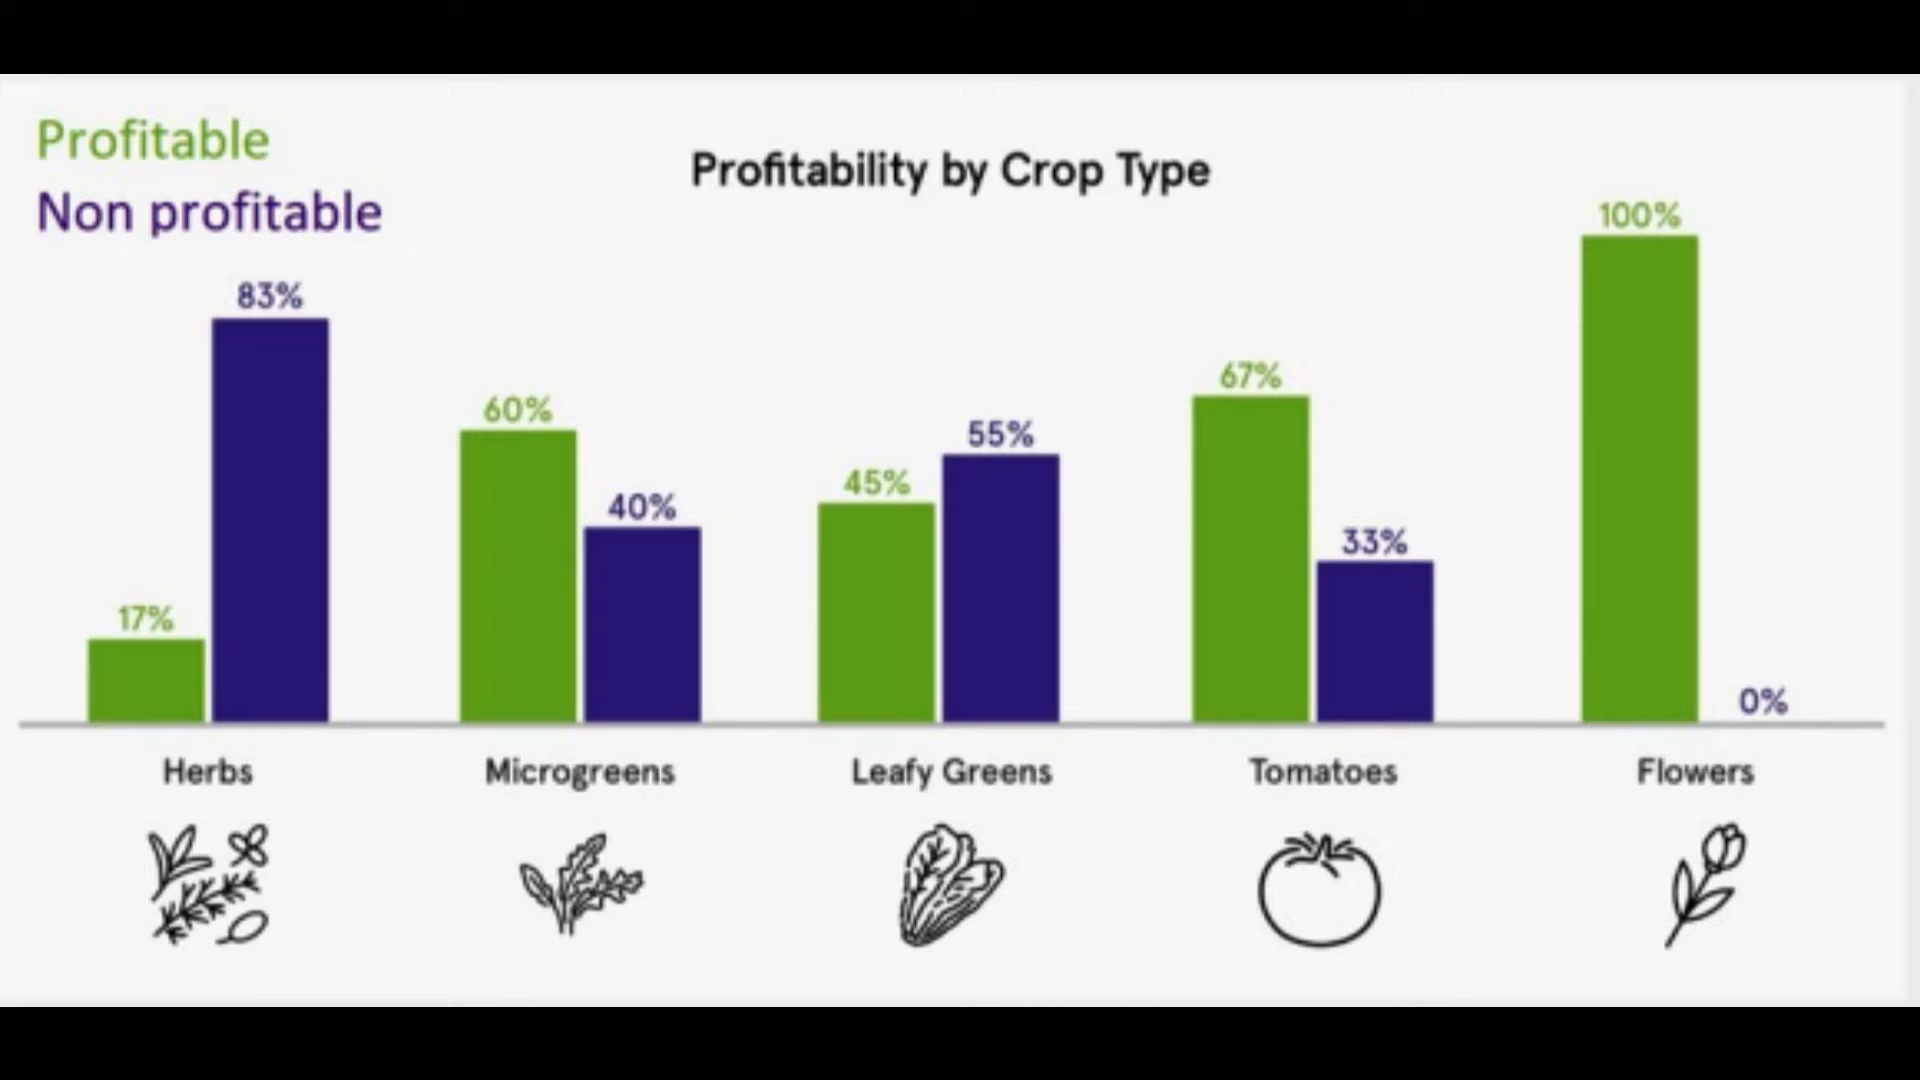 Profitable
Non profitable
Profitability by Crop Type
17%
83%
60%
40%
45%
55%
67%
33%
100%
0%
Herbs
Microgreens
Leafy Greens
Tomatoes
Flowers